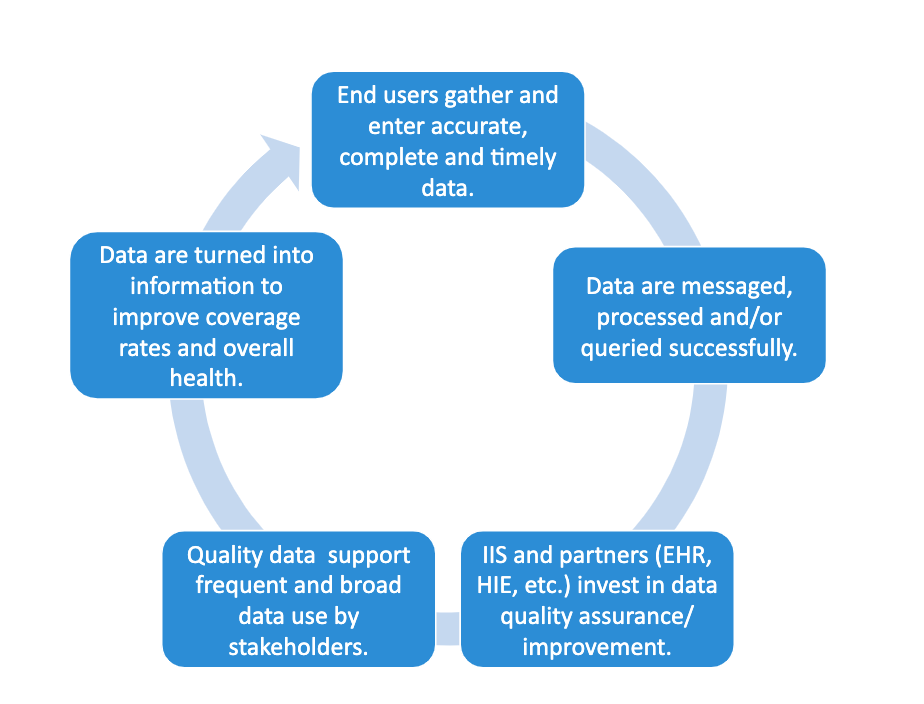 End users gather and
enter accurate,
complete and timely
data.
Data are messaged,
processed and/or
queried successfully.
IIS and partners (EHR,
HIE, etc.) invest in data
quality assurance/
improvement.
Quality data  support
frequent and broad
data use by
stakeholders.
Data are turned into
information to
improve coverage
rates and overall
health.